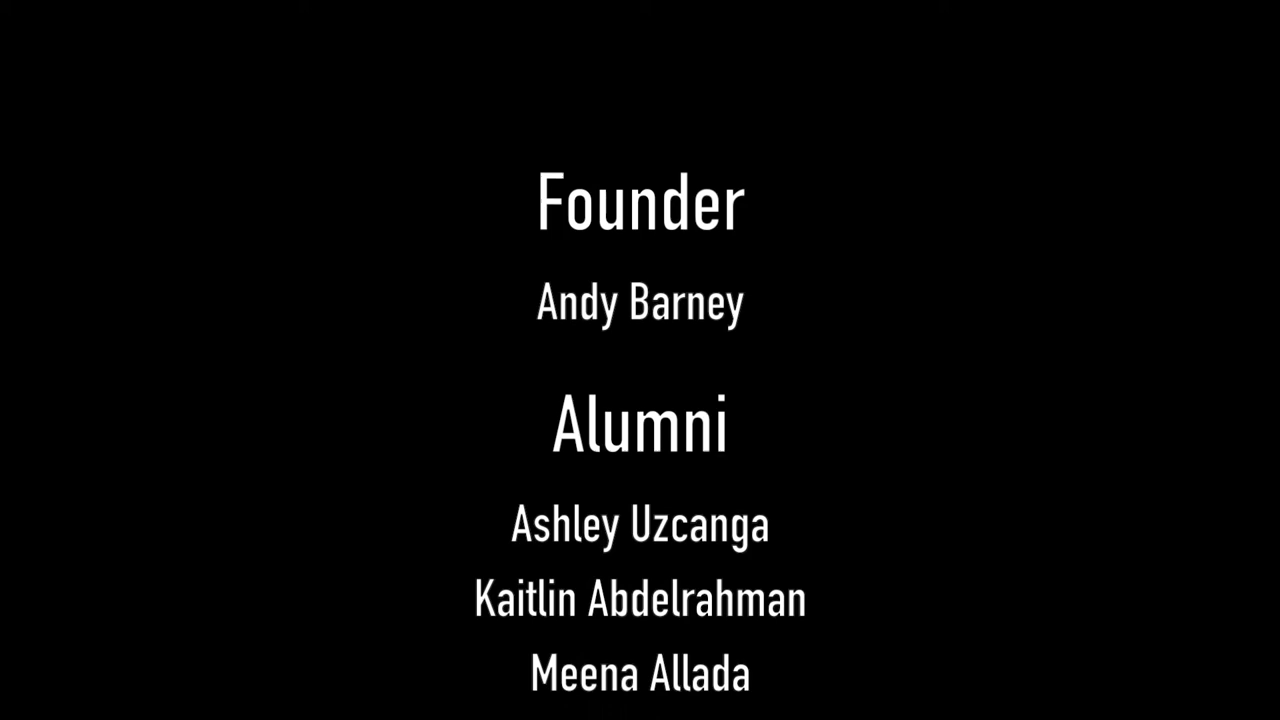 Founder
Andy Barney
Alumni
Ashley Uzcanga
Kaitlin Abdelrahman
Meena Allada